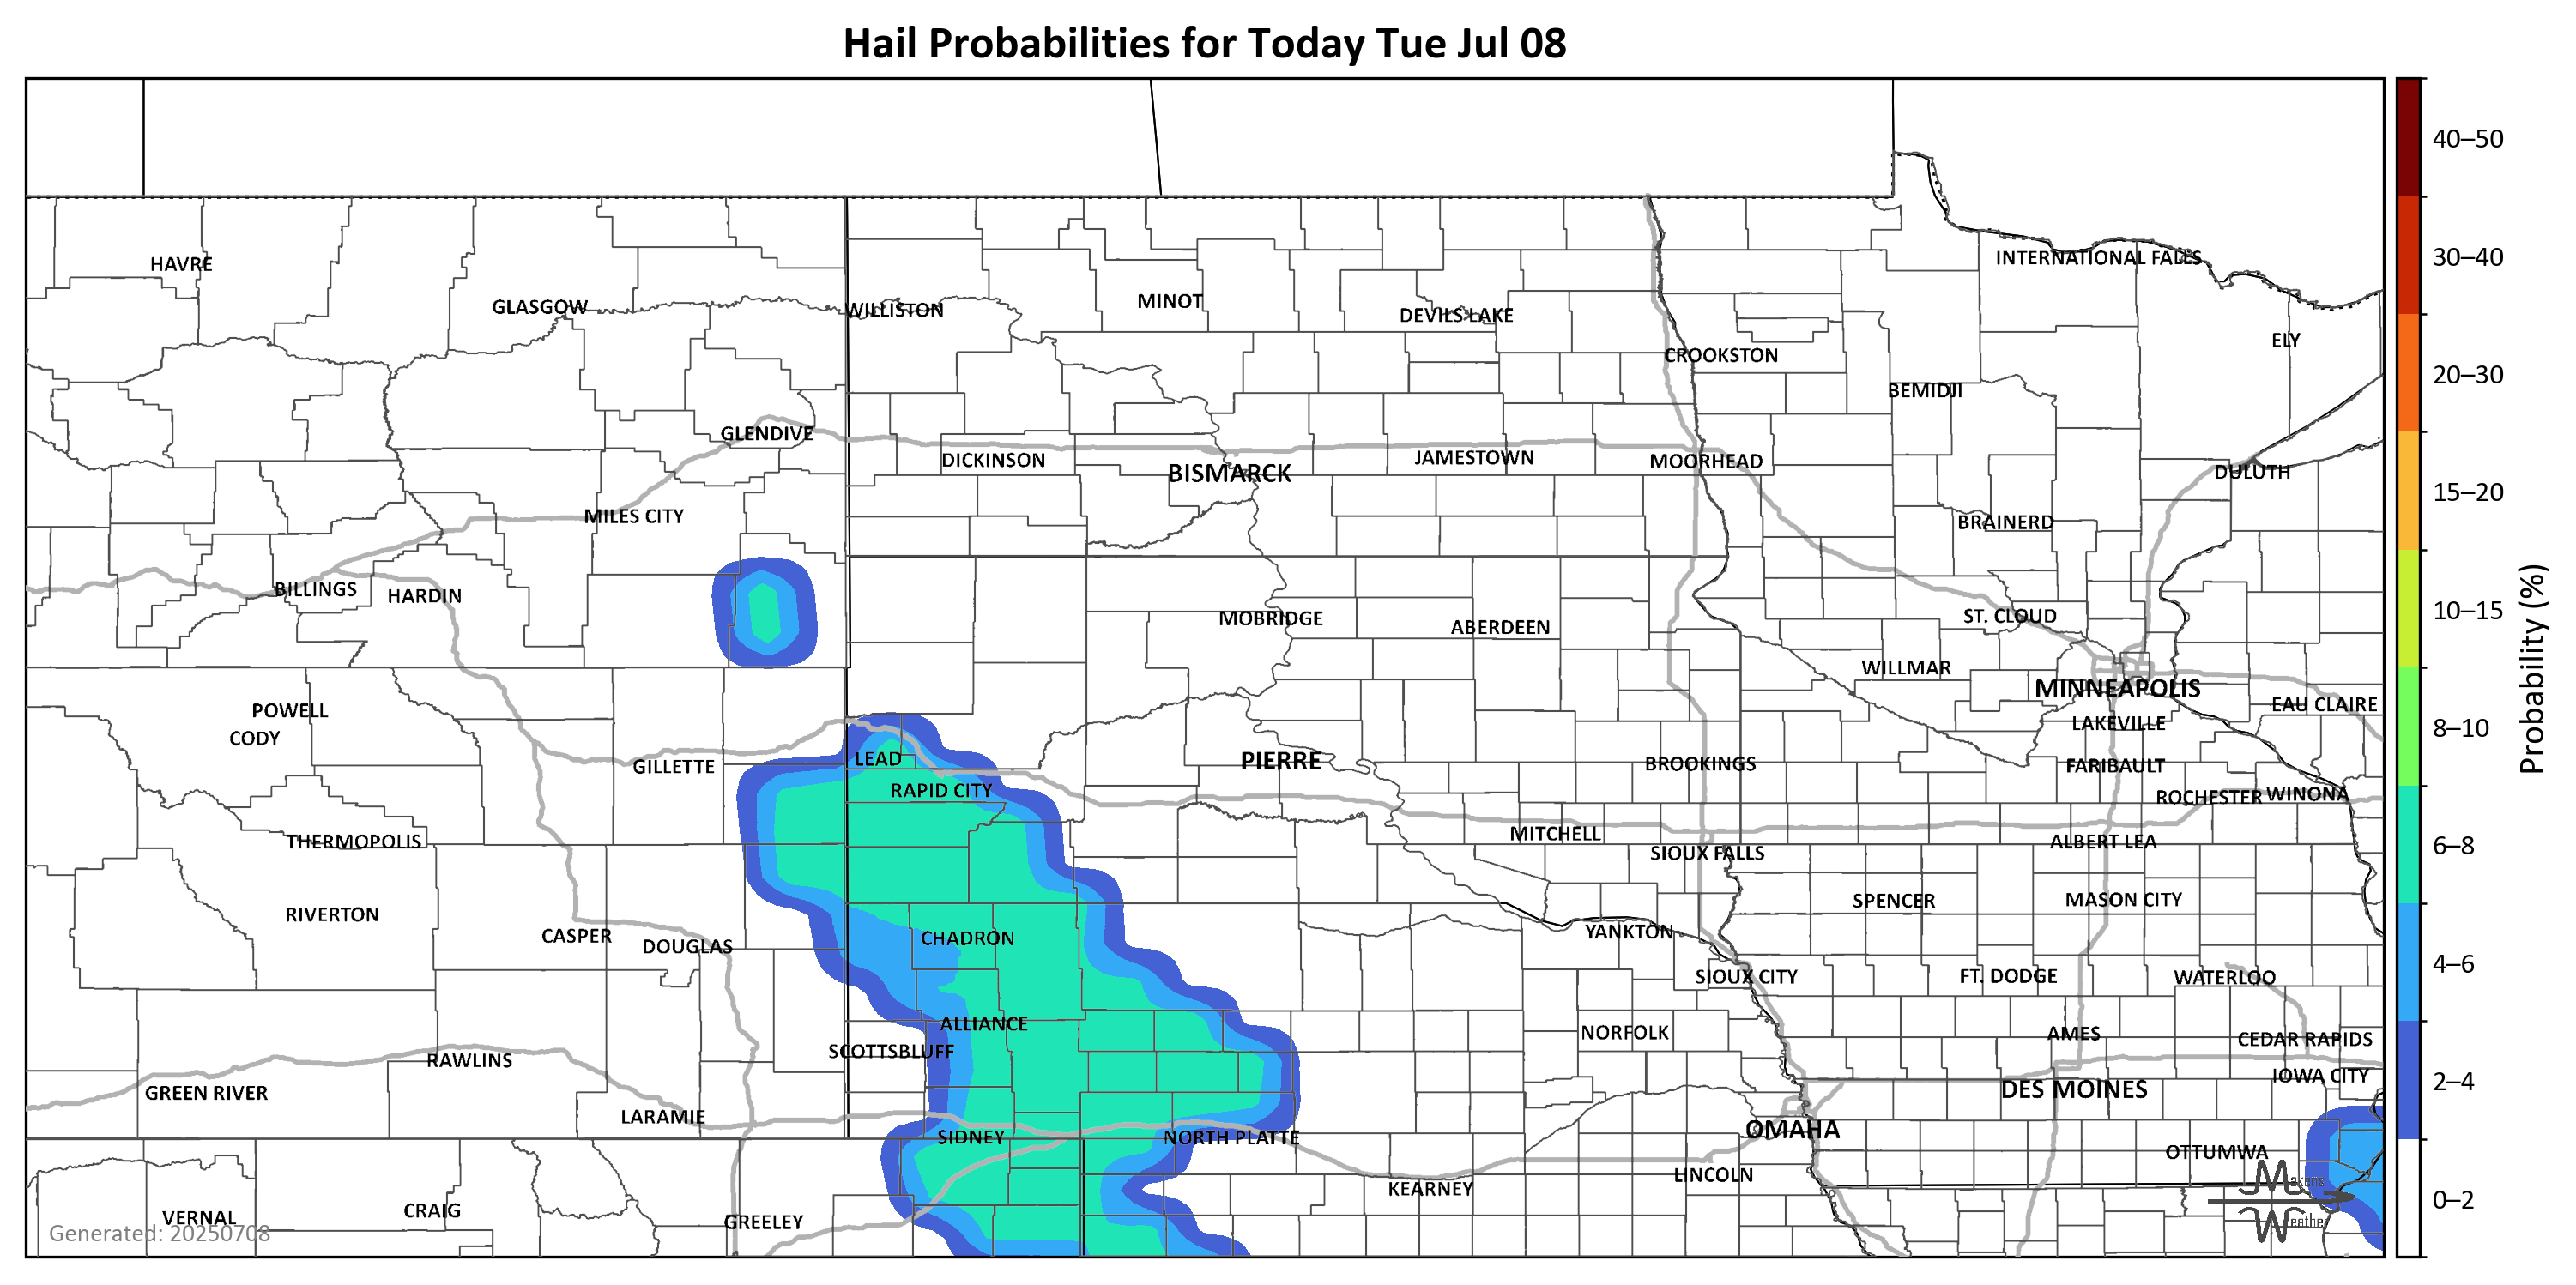 Hail Probabilities for Today Tue Jul 08
40–50
HAVRE
INTERNATIONAL FALLS
30–40
GLASGOW
WILLISTON
MINOT
DEVILS LAKE
ELY
CROOKSTON
20–30
BEMIDJI
GLENDIVE
DICKINSON
BISMARCK
JAMESTOWN
MOORHEAD
DULUTH
15–20
MILES CITY
BRAINERD
BILLINGS
HARDIN
MOBRIDGE
ABERDEEN
ST. CLOUD
10–15
WILLMAR
MINNEAPOLIS
POWELL
EAU CLAIRE
CODY
LAKEVILLE
8–10
Probability (%)
GILLETTE
LEAD
PIERRE
BROOKINGS
FARIBAULT
RAPID CITY
ROCHESTER
WINONA
THERMOPOLIS
MITCHELL
SIOUX FALLS
ALBERT LEA
6–8
RIVERTON
SPENCER
MASON CITY
CASPER
DOUGLAS
CHADRON
YANKTON
SIOUX CITY
FT. DODGE
WATERLOO
4–6
ALLIANCE
NORFOLK
AMES
CEDAR RAPIDS
RAWLINS
SCOTTSBLUFF
IOWA CITY
GREEN RIVER
DES MOINES
2–4
LARAMIE
SIDNEY
NORTH PLATTE
OMAHA
OTTUMWA
LINCOLN
KEARNEY
Makens
Weather
0–2
VERNAL
CRAIG
GREELEY
Generated: 20250708